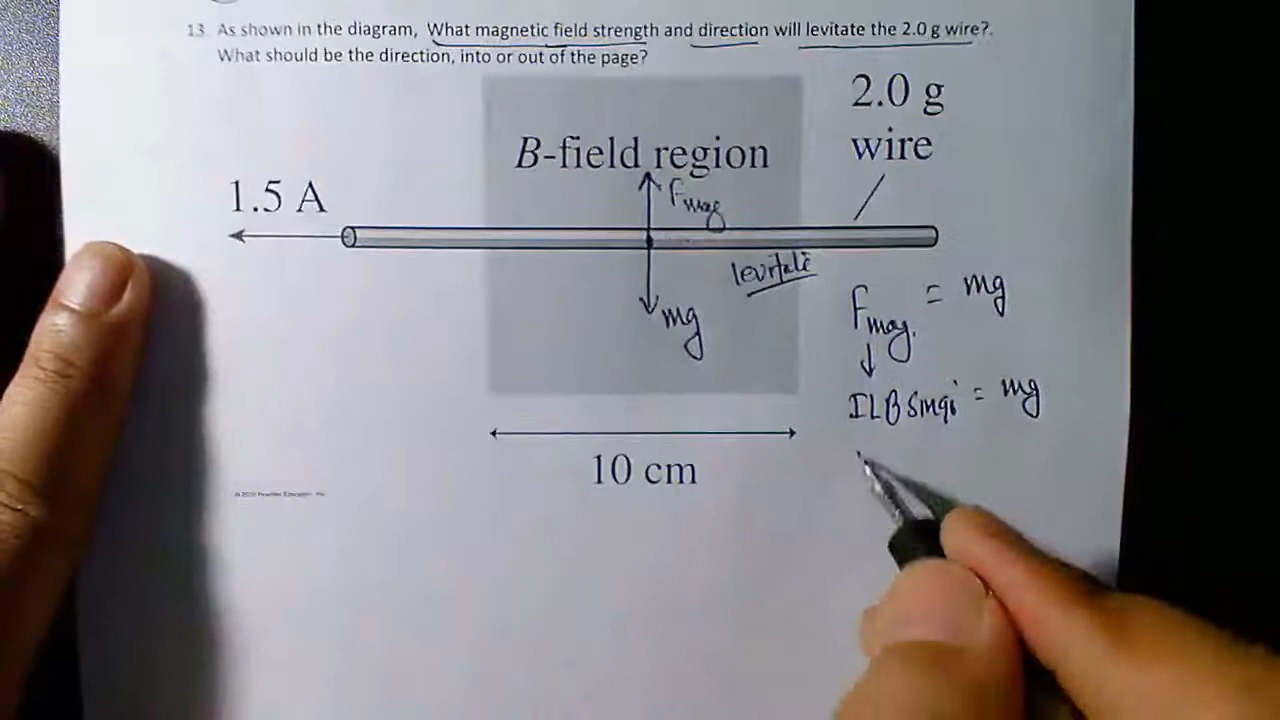 13. As shown in the diagram, What magnetic field strength and direction will levitate the 2.0 g wire?.
What should be the direction, into or out of the page?
2.0 g
wire
B-field region
1.5 A
Fmag
levitate
mg
Fmag. = mg
ILB Sin90 = mg
10 cm